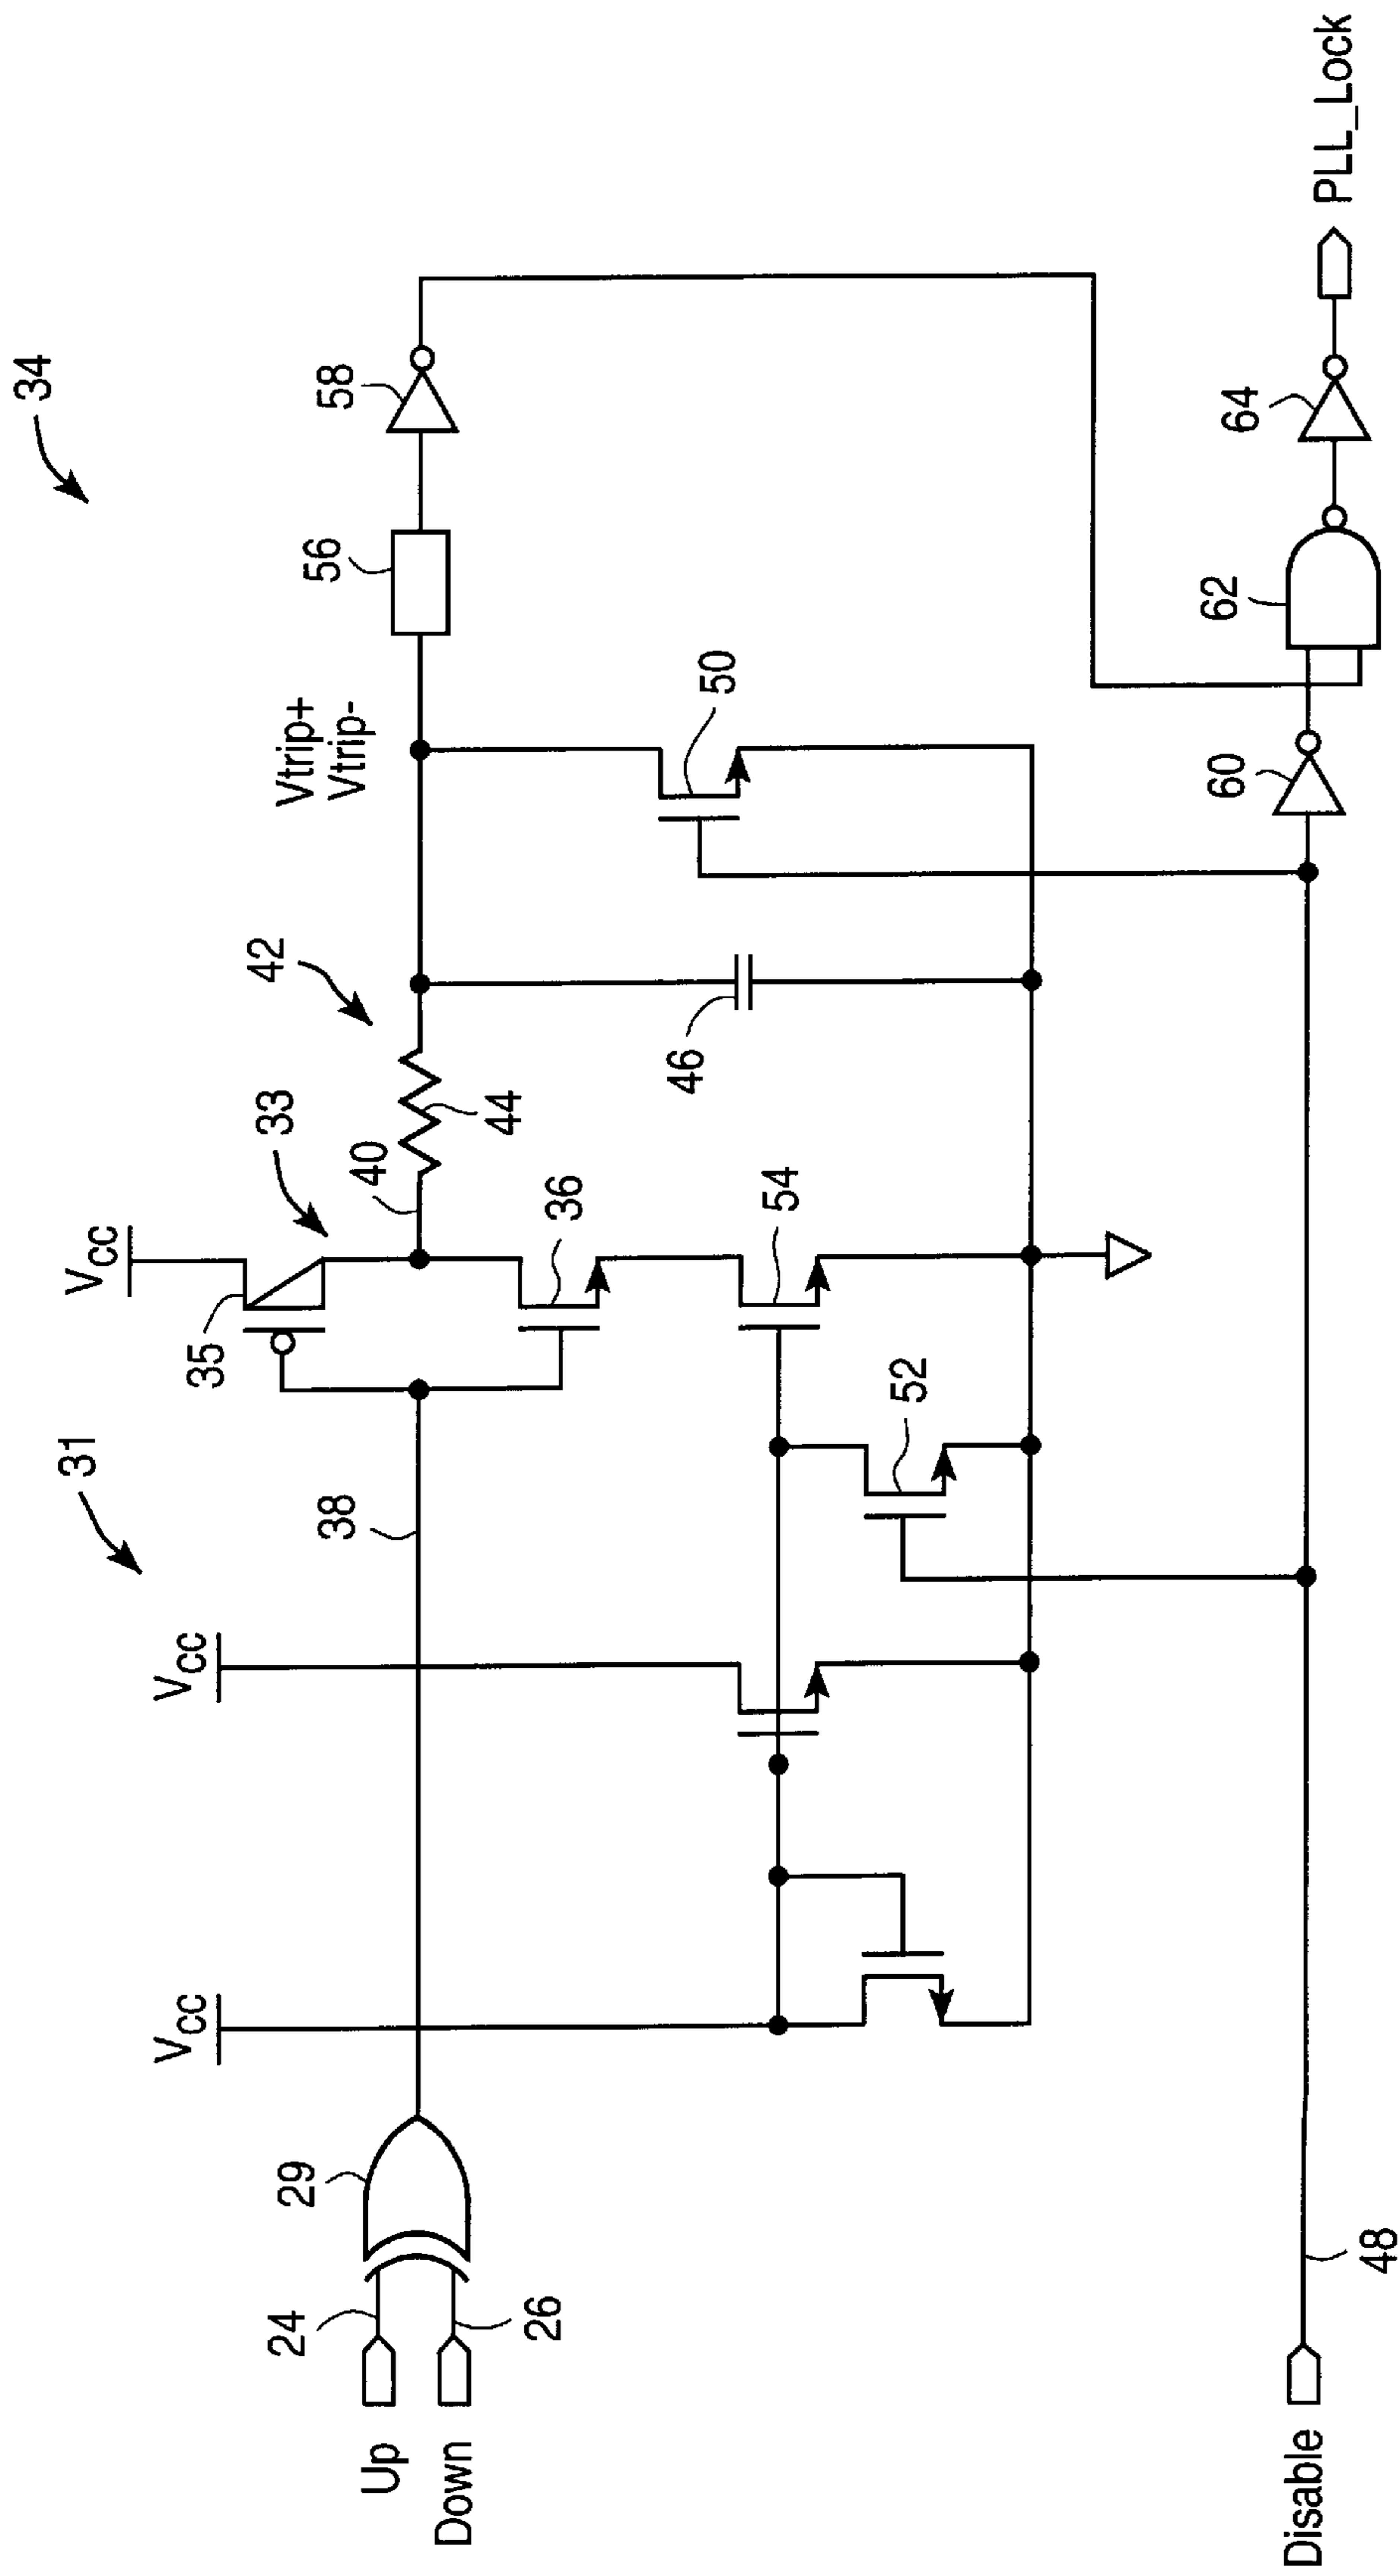 34
31
Vcc
Vcc
Vcc
33
35
42
Vtrip+
Vtrip-
56
58
24
29
38
40
44
36
Up
Down
26
46
50
54
52
Disable
48
60
62
64
PLL_Lock